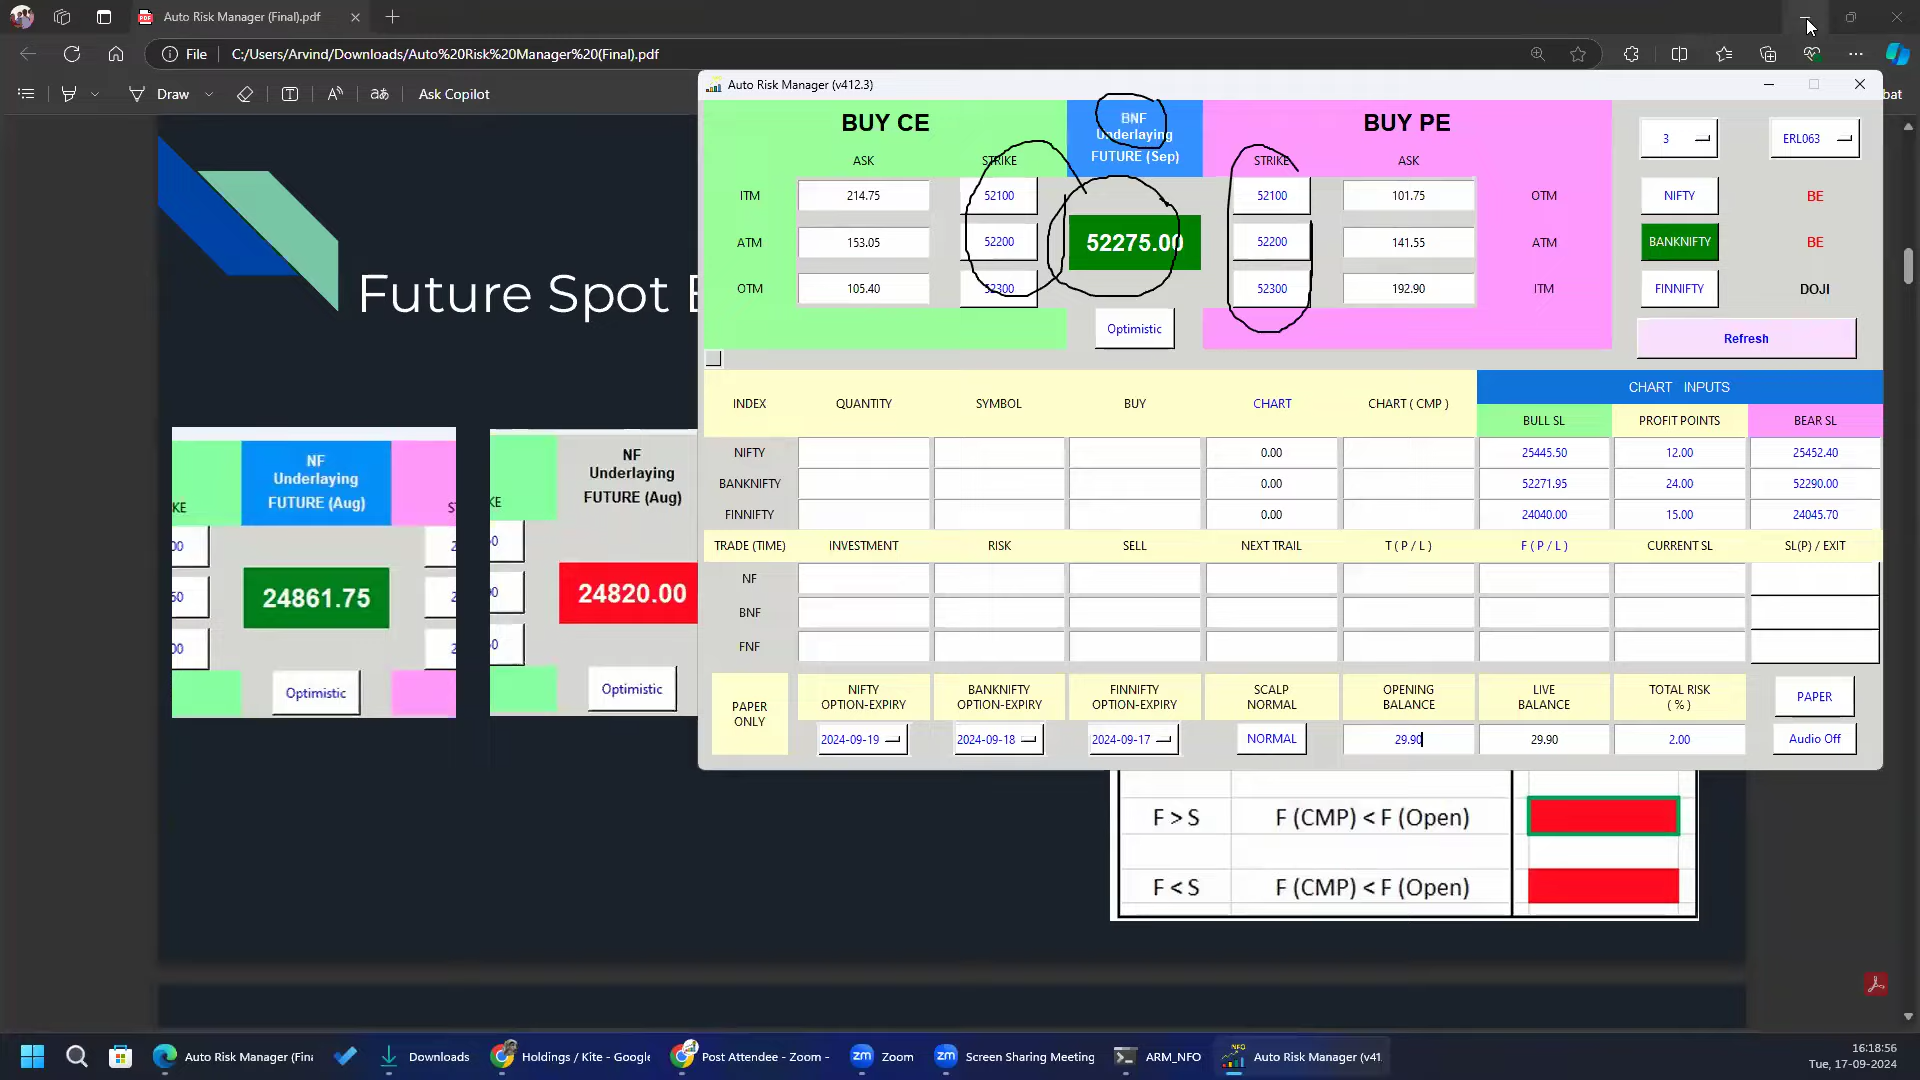 Auto Risk Manager (Final).pdf
File C:/Users/Arvind/Downloads/Auto%20Risk%20Manager%20(Final).pdf
Draw
Ask Copilot
bat
Future Spot
KE
NF
Underlaying
FUTURE (Aug)
24861.75
Optimistic
KE
NF
Underlaying
FUTURE (Aug)
24820.00
Optimistic
Auto Risk Manager (v412.3)
BUY CE
BNF
Underlaying
FUTURE (Sep)
BUY PE
ASK STRIKE STRIKE ASK
ITM 214.75 52100 52100 101.75 OTM
ATM 153.05 52200 52275.00 52200 141.55 ATM
OTM 105.40 52300 52300 192.90 ITM
Optimistic
3 ERL063
NIFTY BE
BANKNIFTY BE
FINNIFTY DOJI
Refresh
CHART INPUTS
INDEX QUANTITY SYMBOL BUY CHART CHART ( CMP ) BULL SL PROFIT POINTS BEAR SL
NIFTY 0.00 25445.50 12.00 25452.40
BANKNIFTY 0.00 52271.95 24.00 52290.00
FINNIFTY 0.00 24040.00 15.00 24045.70
TRADE (TIME) INVESTMENT RISK SELL NEXT TRAIL T ( P / L ) F ( P / L ) CURRENT SL SL(P) / EXIT
NF
BNF
FNF
PAPER ONLY
NIFTY OPTION-EXPIRY
BANKNIFTY OPTION-EXPIRY
FINNIFTY OPTION-EXPIRY
SCALP NORMAL
OPENING BALANCE
LIVE BALANCE
TOTAL RISK ( % )
PAPER
2024-09-19 2024-09-18 2024-09-17 NORMAL 29.90 29.90 2.00 Audio Off
F > S F (CMP) < F (Open)
F < S F (CMP) < F (Open)
Auto Risk Manager (Fina
Downloads
Holdings / Kite - Google
Post Attendee - Zoom -
Zoom
Screen Sharing Meeting
ARM_NFO
Auto Risk Manager (v41
16:18:56
Tue, 17-09-2024